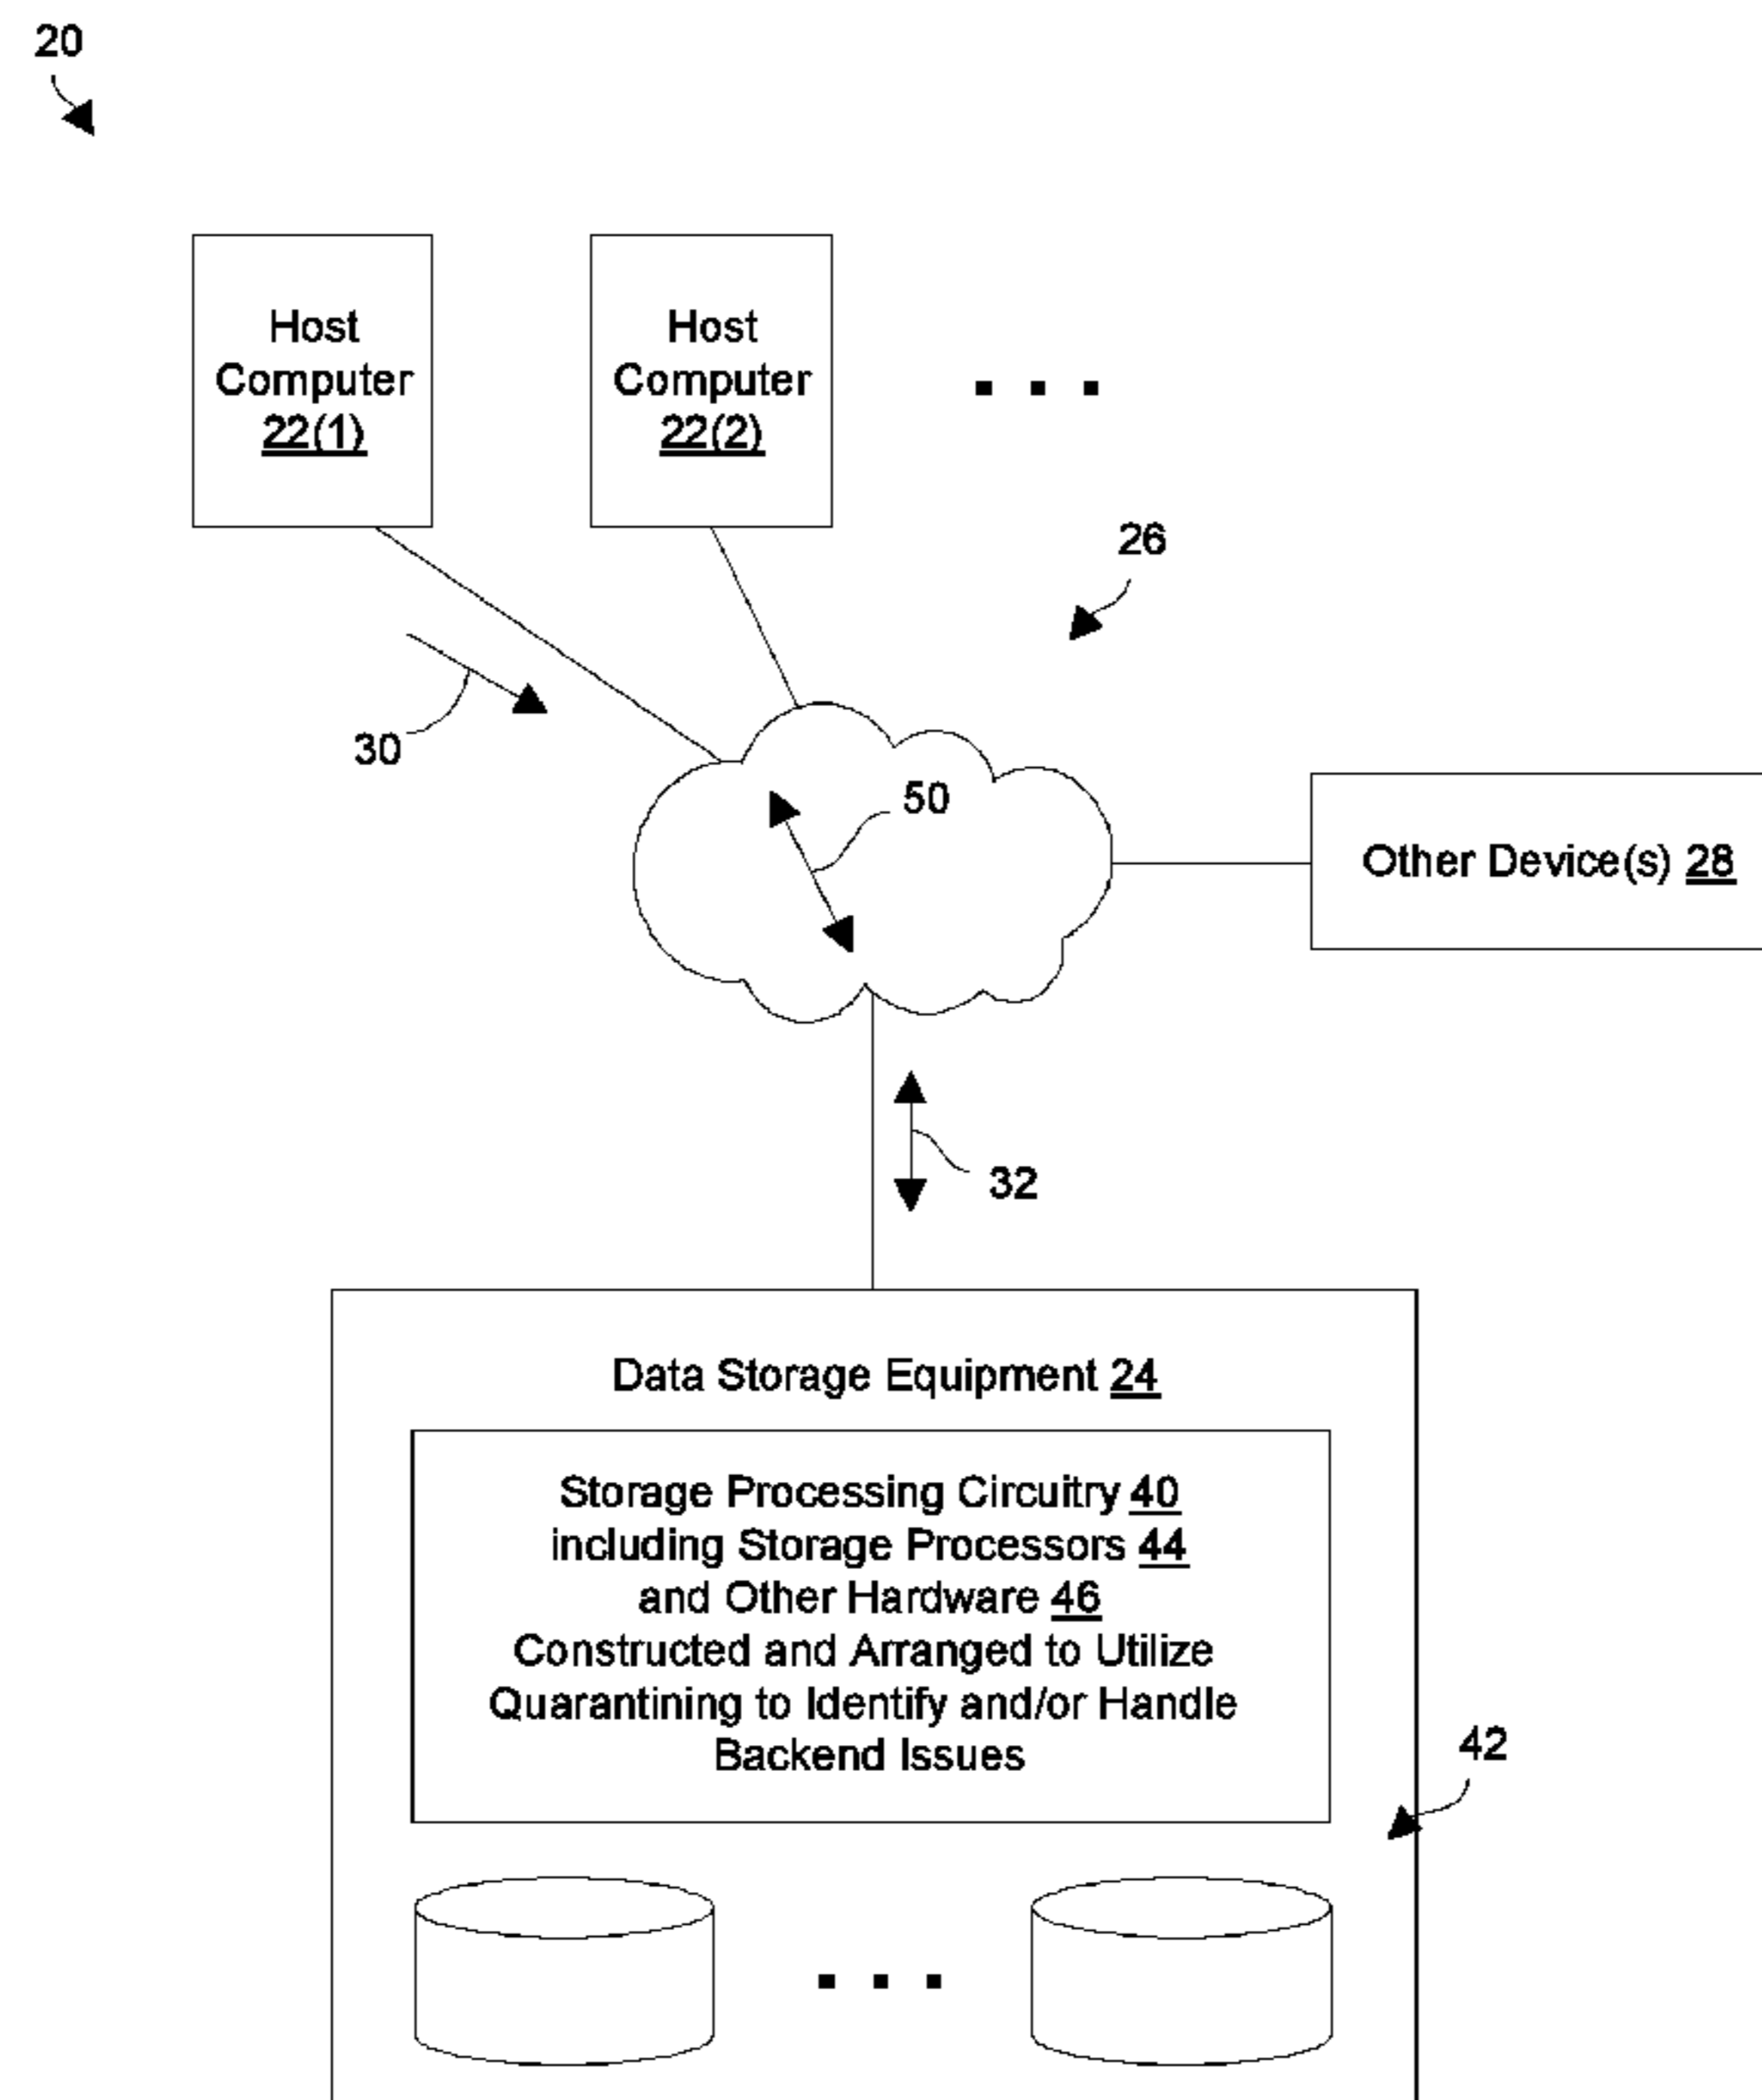 20
Host
Computer
22(1)
Host
Computer
22(2)
26
30
50
Other Device(s) 28
32
Data Storage Equipment 24
Storage Processing Circuitry 40
including Storage Processors 44
and Other Hardware 46
Constructed and Arranged to Utilize
Quarantining to Identify and/or Handle
Backend Issues
42